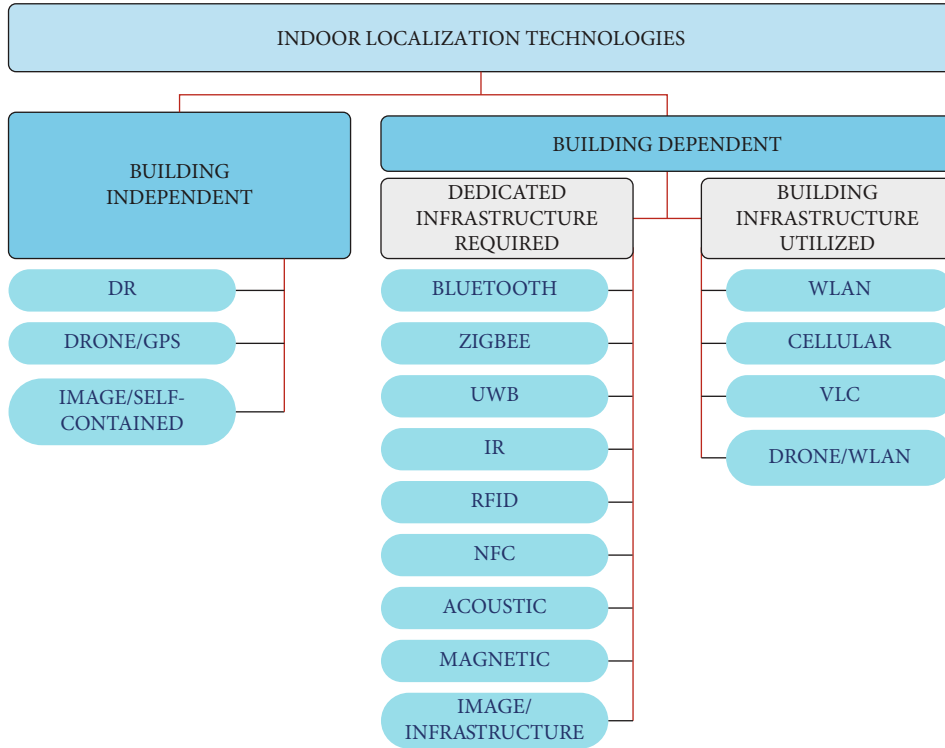 INDOOR LOCALIZATION TECHNOLOGIES
BUILDING
INDEPENDENT
DR
DRONE/GPS
IMAGE/SELF-
CONTAINED
BUILDING DEPENDENT
DEDICATED
INFRASTRUCTURE
REQUIRED
BLUETOOTH
ZIGBEE
UWB
IR
RFID
NFC
ACOUSTIC
MAGNETIC
IMAGE/
INFRASTRUCTURE
BUILDING
INFRASTRUCTURE
UTILIZED
WLAN
CELLULAR
VLC
DRONE/WLAN